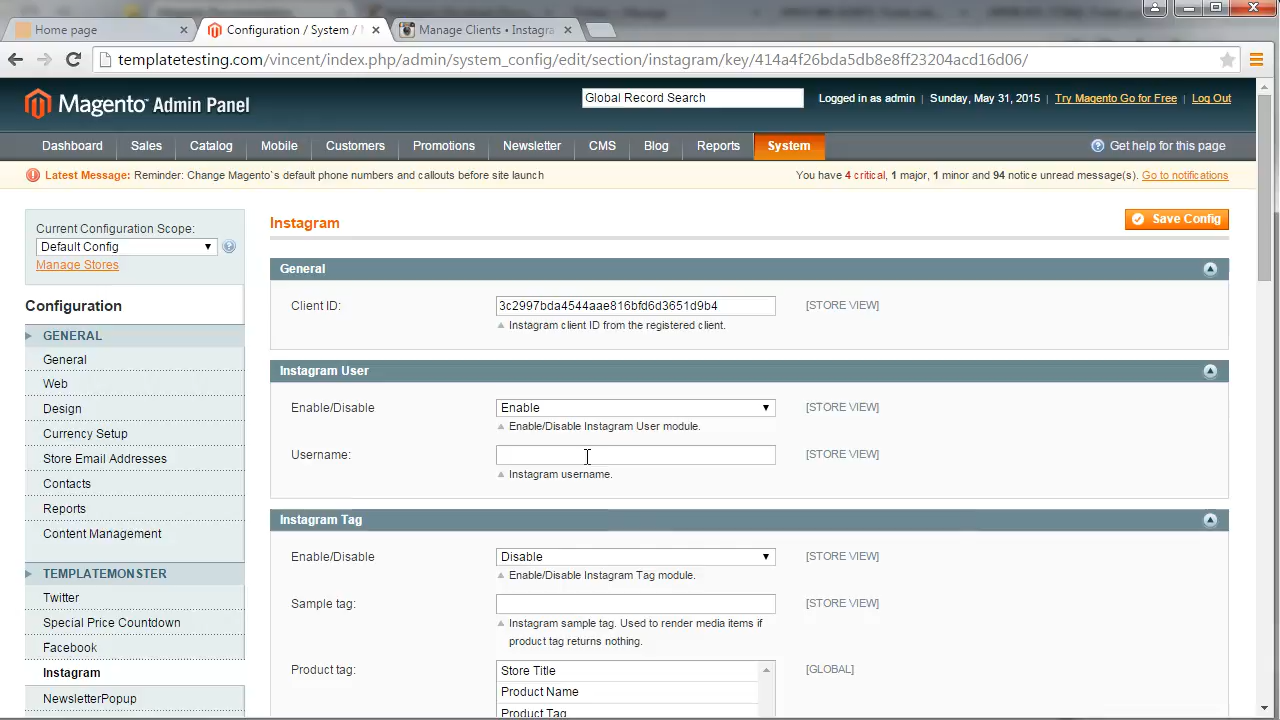 Home page
Configuration / System /
Manage Clients • Instagra
templatetesting.com/vincent/index.php/admin/system_config/edit/section/instagram/key/414a4f26bda5db8e8ff23204acd16d06/
Magento Admin Panel
Global Record Search
Logged in as admin | Sunday, May 31, 2015 | Try Magento Go for Free | Log Out
Dashboard Sales Catalog Mobile Customers Promotions Newsletter CMS Blog Reports System
Get help for this page
Latest Message: Reminder: Change Magento`s default phone numbers and callouts before site launch
You have 4 critical, 1 major, 1 minor and 94 notice unread message(s). Go to notifications
Current Configuration Scope:
Default Config
Manage Stores
Configuration
GENERAL
General
Web
Design
Currency Setup
Store Email Addresses
Contacts
Reports
Content Management
TEMPLATEMONSTER
Twitter
Special Price Countdown
Facebook
Instagram
NewsletterPopup
Instagram
Save Config
General
Client ID: 3c2997bda4544aae816bfd6d3651d9b4 [STORE VIEW]
Instagram client ID from the registered client.
Instagram User
Enable/Disable Enable [STORE VIEW]
Enable/Disable Instagram User module.
Username: [STORE VIEW]
Instagram username.
Instagram Tag
Enable/Disable Disable [STORE VIEW]
Enable/Disable Instagram Tag module.
Sample tag: [STORE VIEW]
Instagram sample tag. Used to render media items if
product tag returns nothing.
Product tag: Store Title [GLOBAL]
Product Name
Product Tag